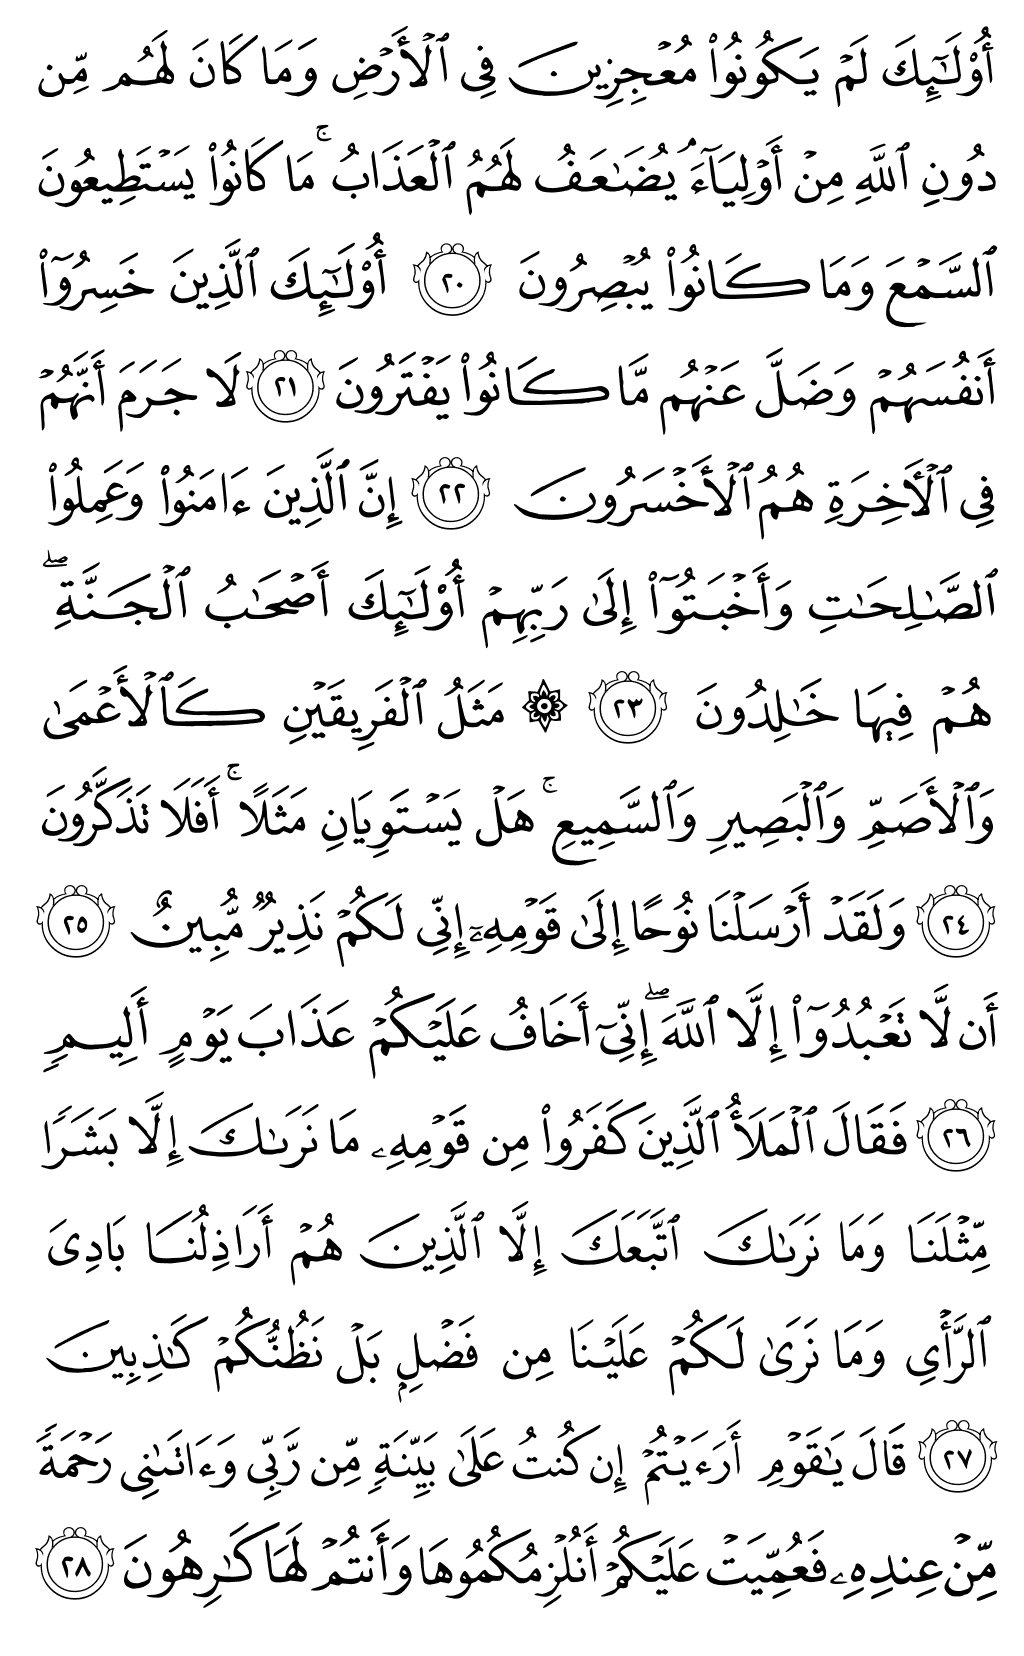 أُو۟لَـٰٓئِكَ لَمْ يَكُونُوا۟ مُعْجِزِينَ فِى ٱلْأَرْضِ وَمَا كَانَ لَهُم مِّن
دُونِ ٱللَّهِ مِنْ أَوْلِيَآءَ ۘ يُضَـٰعَفُ لَهُمُ ٱلْعَذَابُ ۚ مَا كَانُوا۟ يَسْتَطِيعُونَ
ٱلسَّمْعَ وَمَا كَانُوا۟ يُبْصِرُونَ ٢٠ أُو۟لَـٰٓئِكَ ٱلَّذِينَ خَسِرُوٓا۟
أَنفُسَهُمْ وَضَلَّ عَنْهُم مَّا كَانُوا۟ يَفْتَرُونَ ٢١ لَا جَرَمَ أَنَّهُمْ
فِى ٱلْـَٔاخِرَةِ هُمُ ٱلْأَخْسَرُونَ ٢٢ إِنَّ ٱلَّذِينَ ءَامَنُوا۟ وَعَمِلُوا۟
ٱلصَّـٰلِحَـٰتِ وَأَخْبَتُوٓا۟ إِلَىٰ رَبِّهِمْ أُو۟لَـٰٓئِكَ أَصْحَـٰبُ ٱلْجَنَّةِ ۖ
هُمْ فِيهَا خَـٰلِدُونَ ٢٣ ۞ مَثَلُ ٱلْفَرِيقَيْنِ كَٱلْأَعْمَىٰ
وَٱلْأَصَمِّ وَٱلْبَصِيرِ وَٱلسَّمِيعِ ۚ هَلْ يَسْتَوِيَانِ مَثَلًا ۚ أَفَلَا تَذَكَّرُونَ
٢٤ وَلَقَدْ أَرْسَلْنَا نُوحًا إِلَىٰ قَوْمِهِۦٓ إِنِّى لَكُمْ نَذِيرٌ مُّبِينٌ ٢٥
أَن لَّا تَعْبُدُوٓا۟ إِلَّا ٱللَّهَ ۖ إِنِّىٓ أَخَافُ عَلَيْكُمْ عَذَابَ يَوْمٍ أَلِيمٍ
٢٦ فَقَالَ ٱلْمَلَأُ ٱلَّذِينَ كَفَرُوا۟ مِن قَوْمِهِۦ مَا نَرَىٰكَ إِلَّا بَشَرًا
مِّثْلَنَا وَمَا نَرَىٰكَ ٱتَّبَعَكَ إِلَّا ٱلَّذِينَ هُمْ أَرَاذِلُنَا بَادِىَ
ٱلرَّأْىِ وَمَا نَرَىٰ لَكُمْ عَلَيْنَا مِن فَضْلٍۭ بَلْ نَظُنُّكُمْ كَـٰذِبِينَ
٢٧ قَالَ يَـٰقَوْمِ أَرَءَيْتُمْ إِن كُنتُ عَلَىٰ بَيِّنَةٍ مِّن رَّبِّى وَءَاتَىٰنِى رَحْمَةً
مِّنْ عِندِهِۦ فَعُمِّيَتْ عَلَيْكُمْ أَنُلْزِمُكُمُوهَا وَأَنتُمْ لَهَا كَـٰرِهُونَ ٢٨